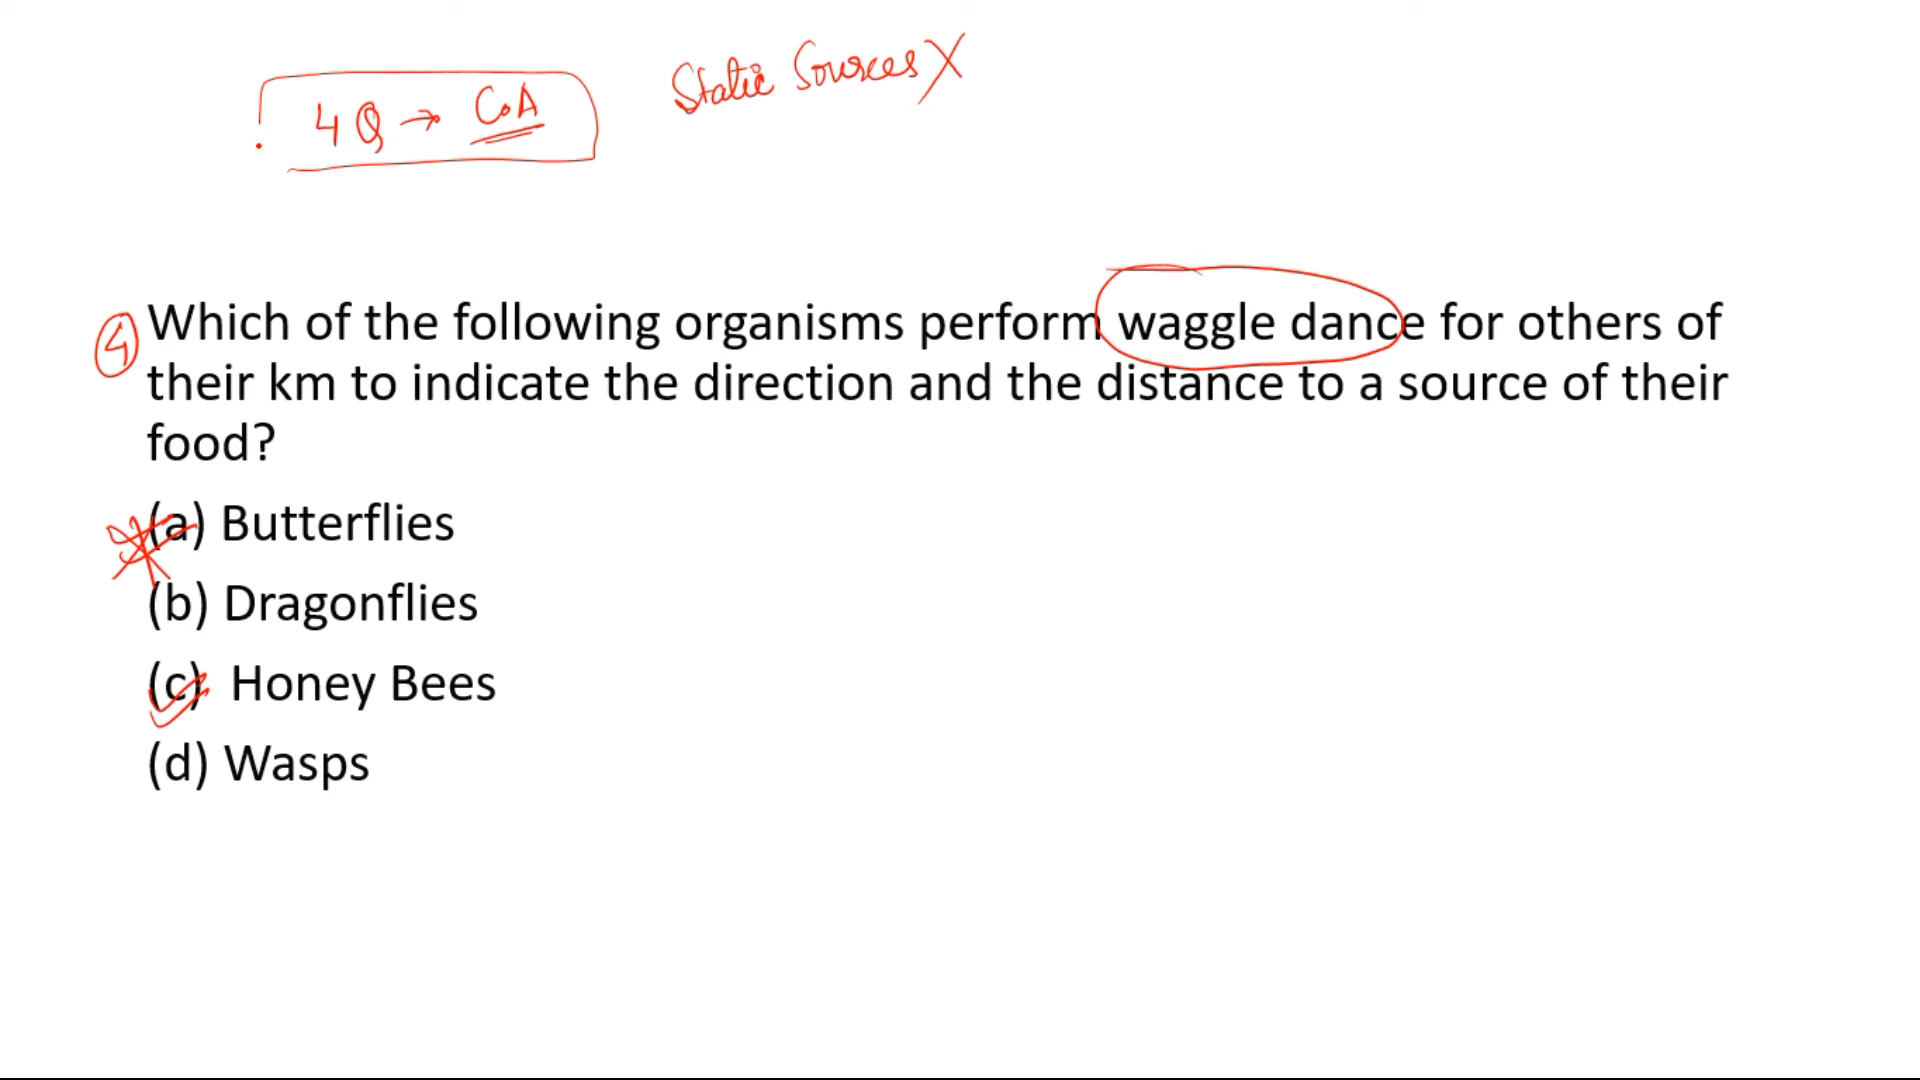 4Q → CoA
Static Sources X
④ Which of the following organisms perform waggle dance for others of
their km to indicate the direction and the distance to a source of their
food?
(a) Butterflies
(b) Dragonflies
(c) Honey Bees
(d) Wasps